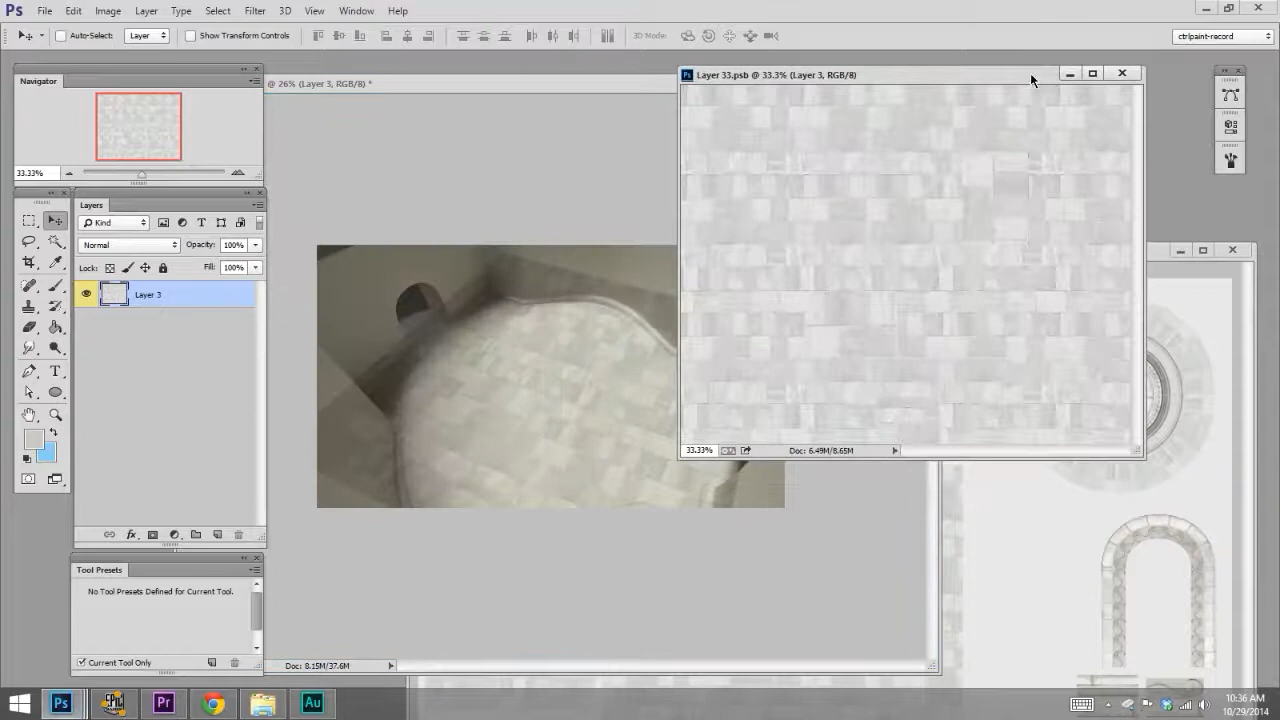 Ps File Edit Image Layer Type Select Filter 3D View Window Help
Auto-Select: Layer Show Transform Controls 3D Mode: ctrlpaint-record
Navigator
33.33%
Layers
Kind
Normal Opacity: 100%
Lock: Fill: 100%
Layer 3
Tool Presets
No Tool Presets Defined for Current Tool.
Current Tool Only
@ 26% (Layer 3, RGB/8) *
Doc: 8.15M/37.6M
Ps Layer 33.psb @ 33.3% (Layer 3, RGB/8)
33.33% Doc: 6.49M/8.65M
T
T
Ps EPIC Pr Au
10:36 AM
10/29/2014